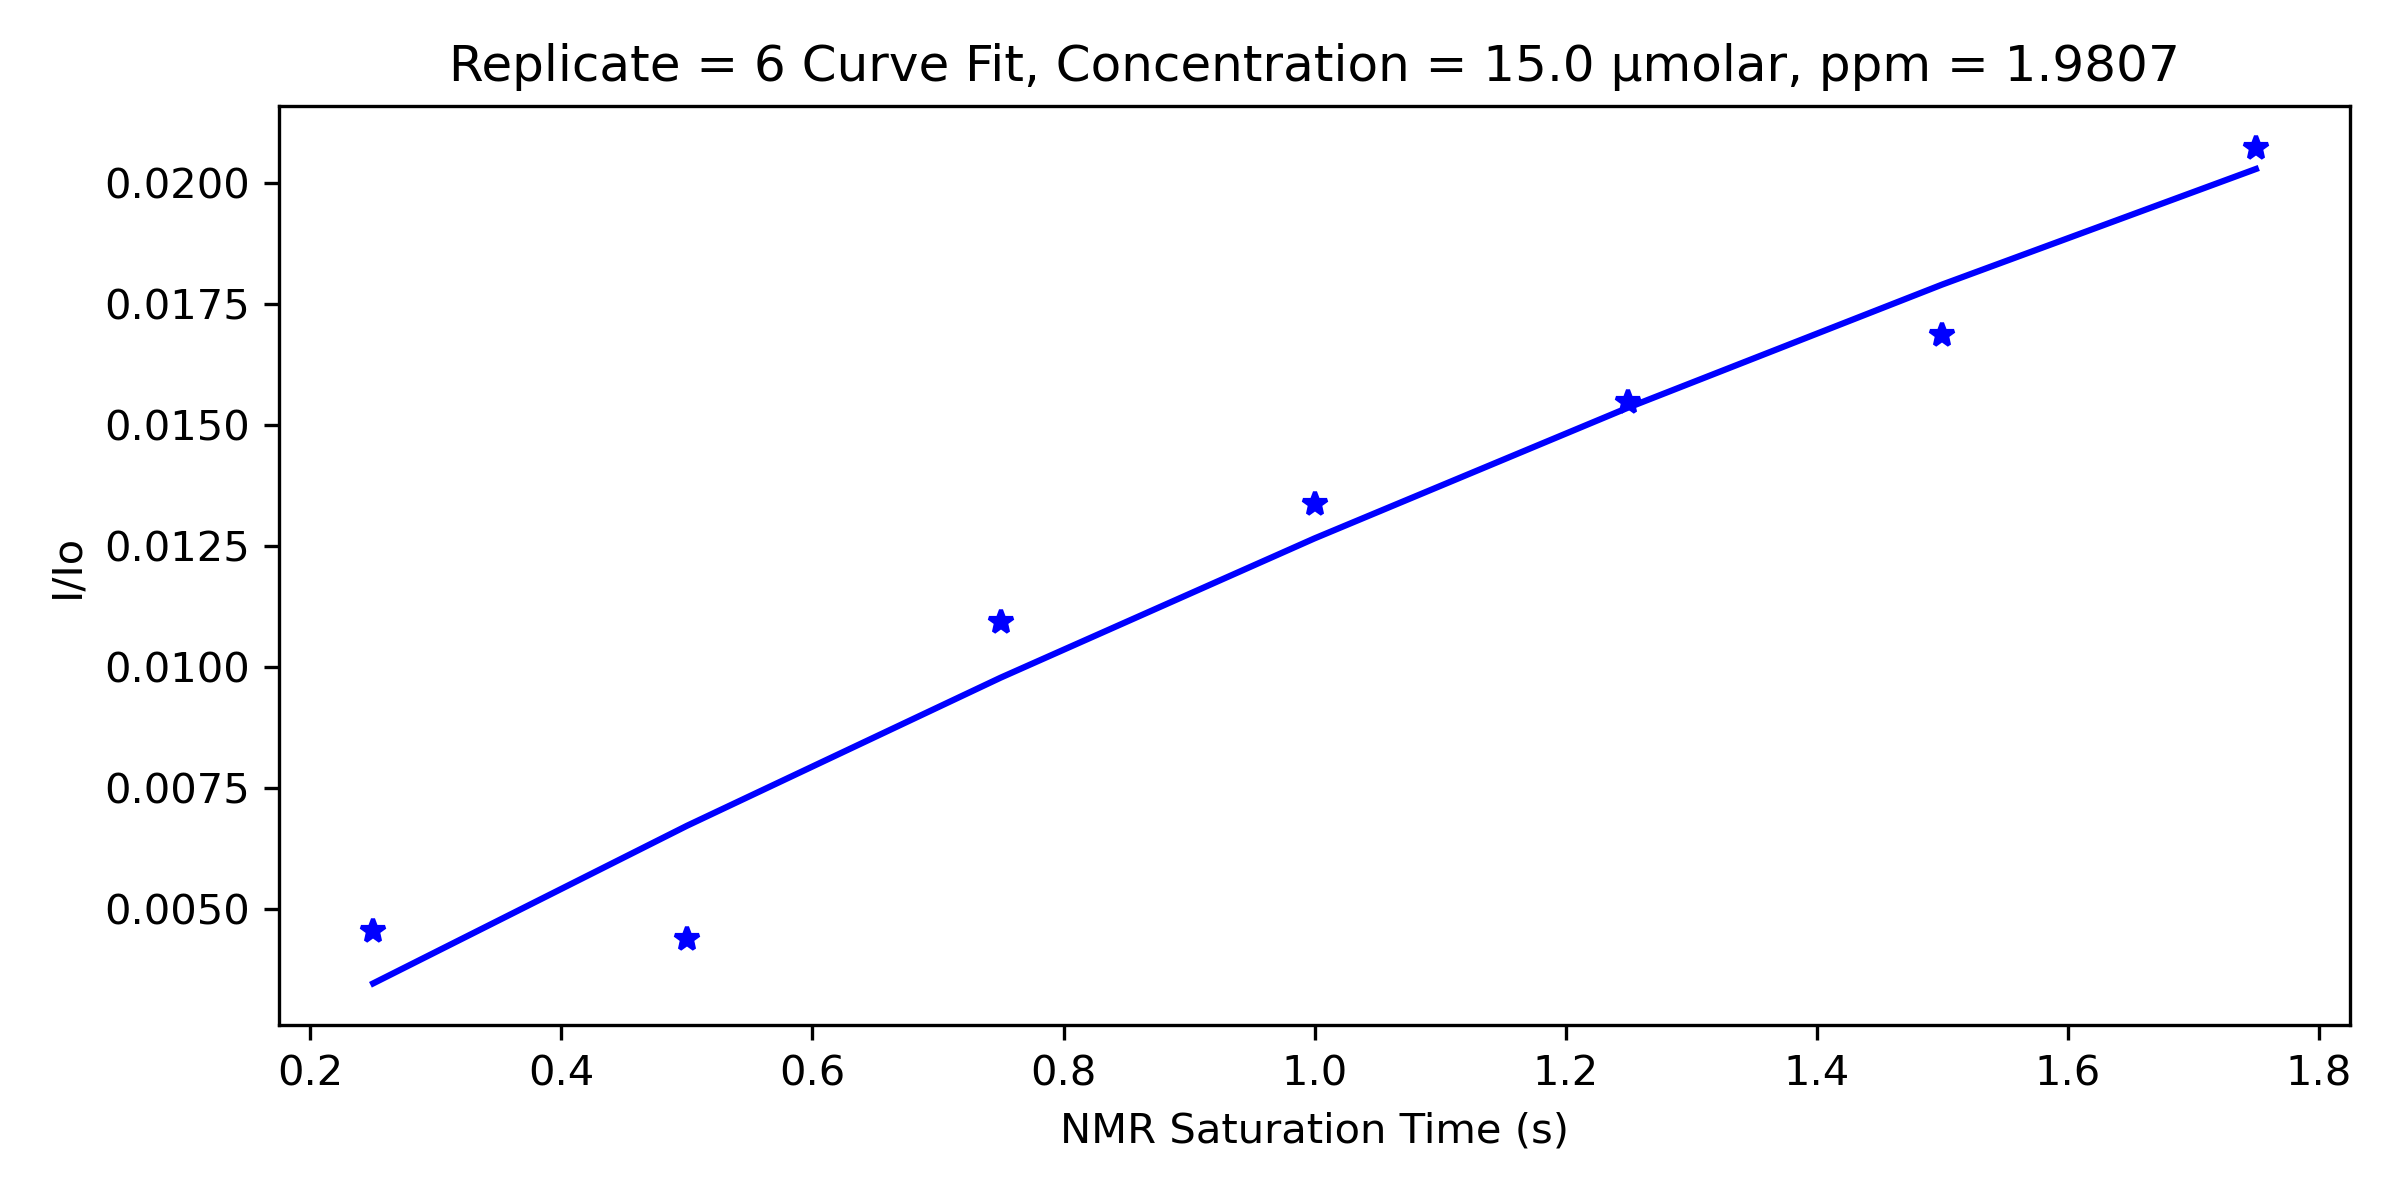 Replicate = 6 Curve Fit, Concentration = 15.0 µmolar, ppm = 1.9807
0.0200
0.0175
0.0150
0.0125
0.0100
0.0075
0.0050
I/Io
0.2 0.4 0.6 0.8 1.0 1.2 1.4 1.6 1.8
NMR Saturation Time (s)